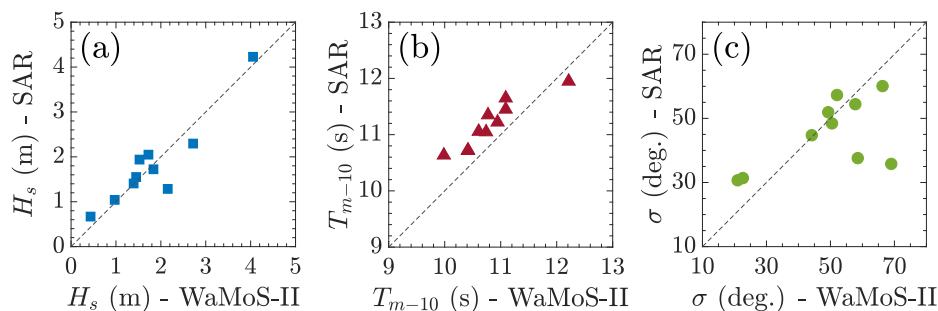 (a)
H_s (m) - SAR
5
4
3
2
1
0
0 1 2 3 4 5
H_s (m) - WaMoS-II
(b)
T_{m-10} (s) - SAR
13
12
11
10
9
9 10 11 12 13
T_{m-10} (s) - WaMoS-II
(c)
σ (deg.) - SAR
70
50
30
10
10 30 50 70
σ (deg.) - WaMoS-II